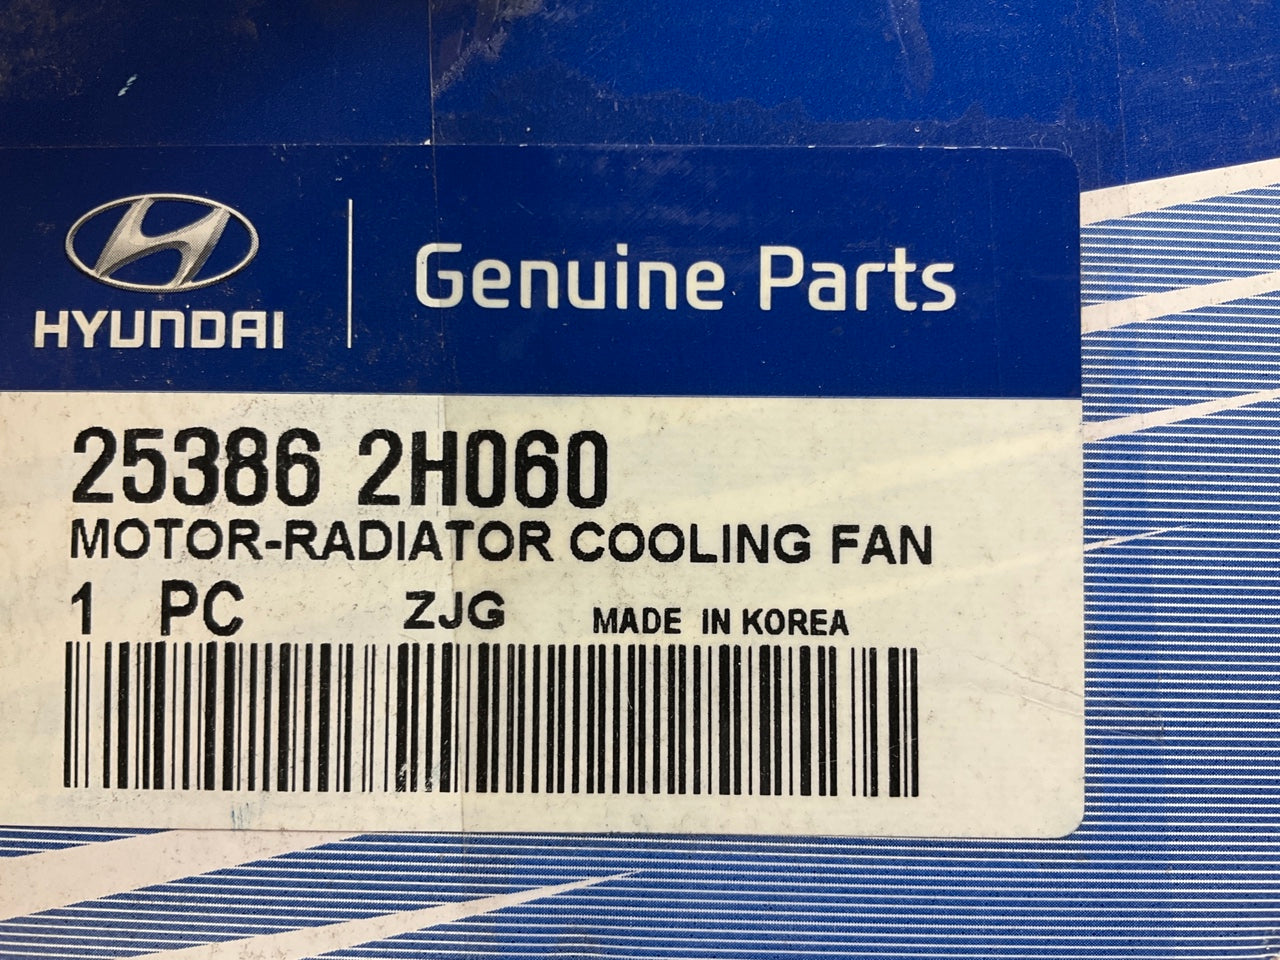 HYUNDAI
Genuine Parts
25386 2H060
MOTOR-RADIATOR COOLING FAN
1 PC ZJG MADE IN KOREA